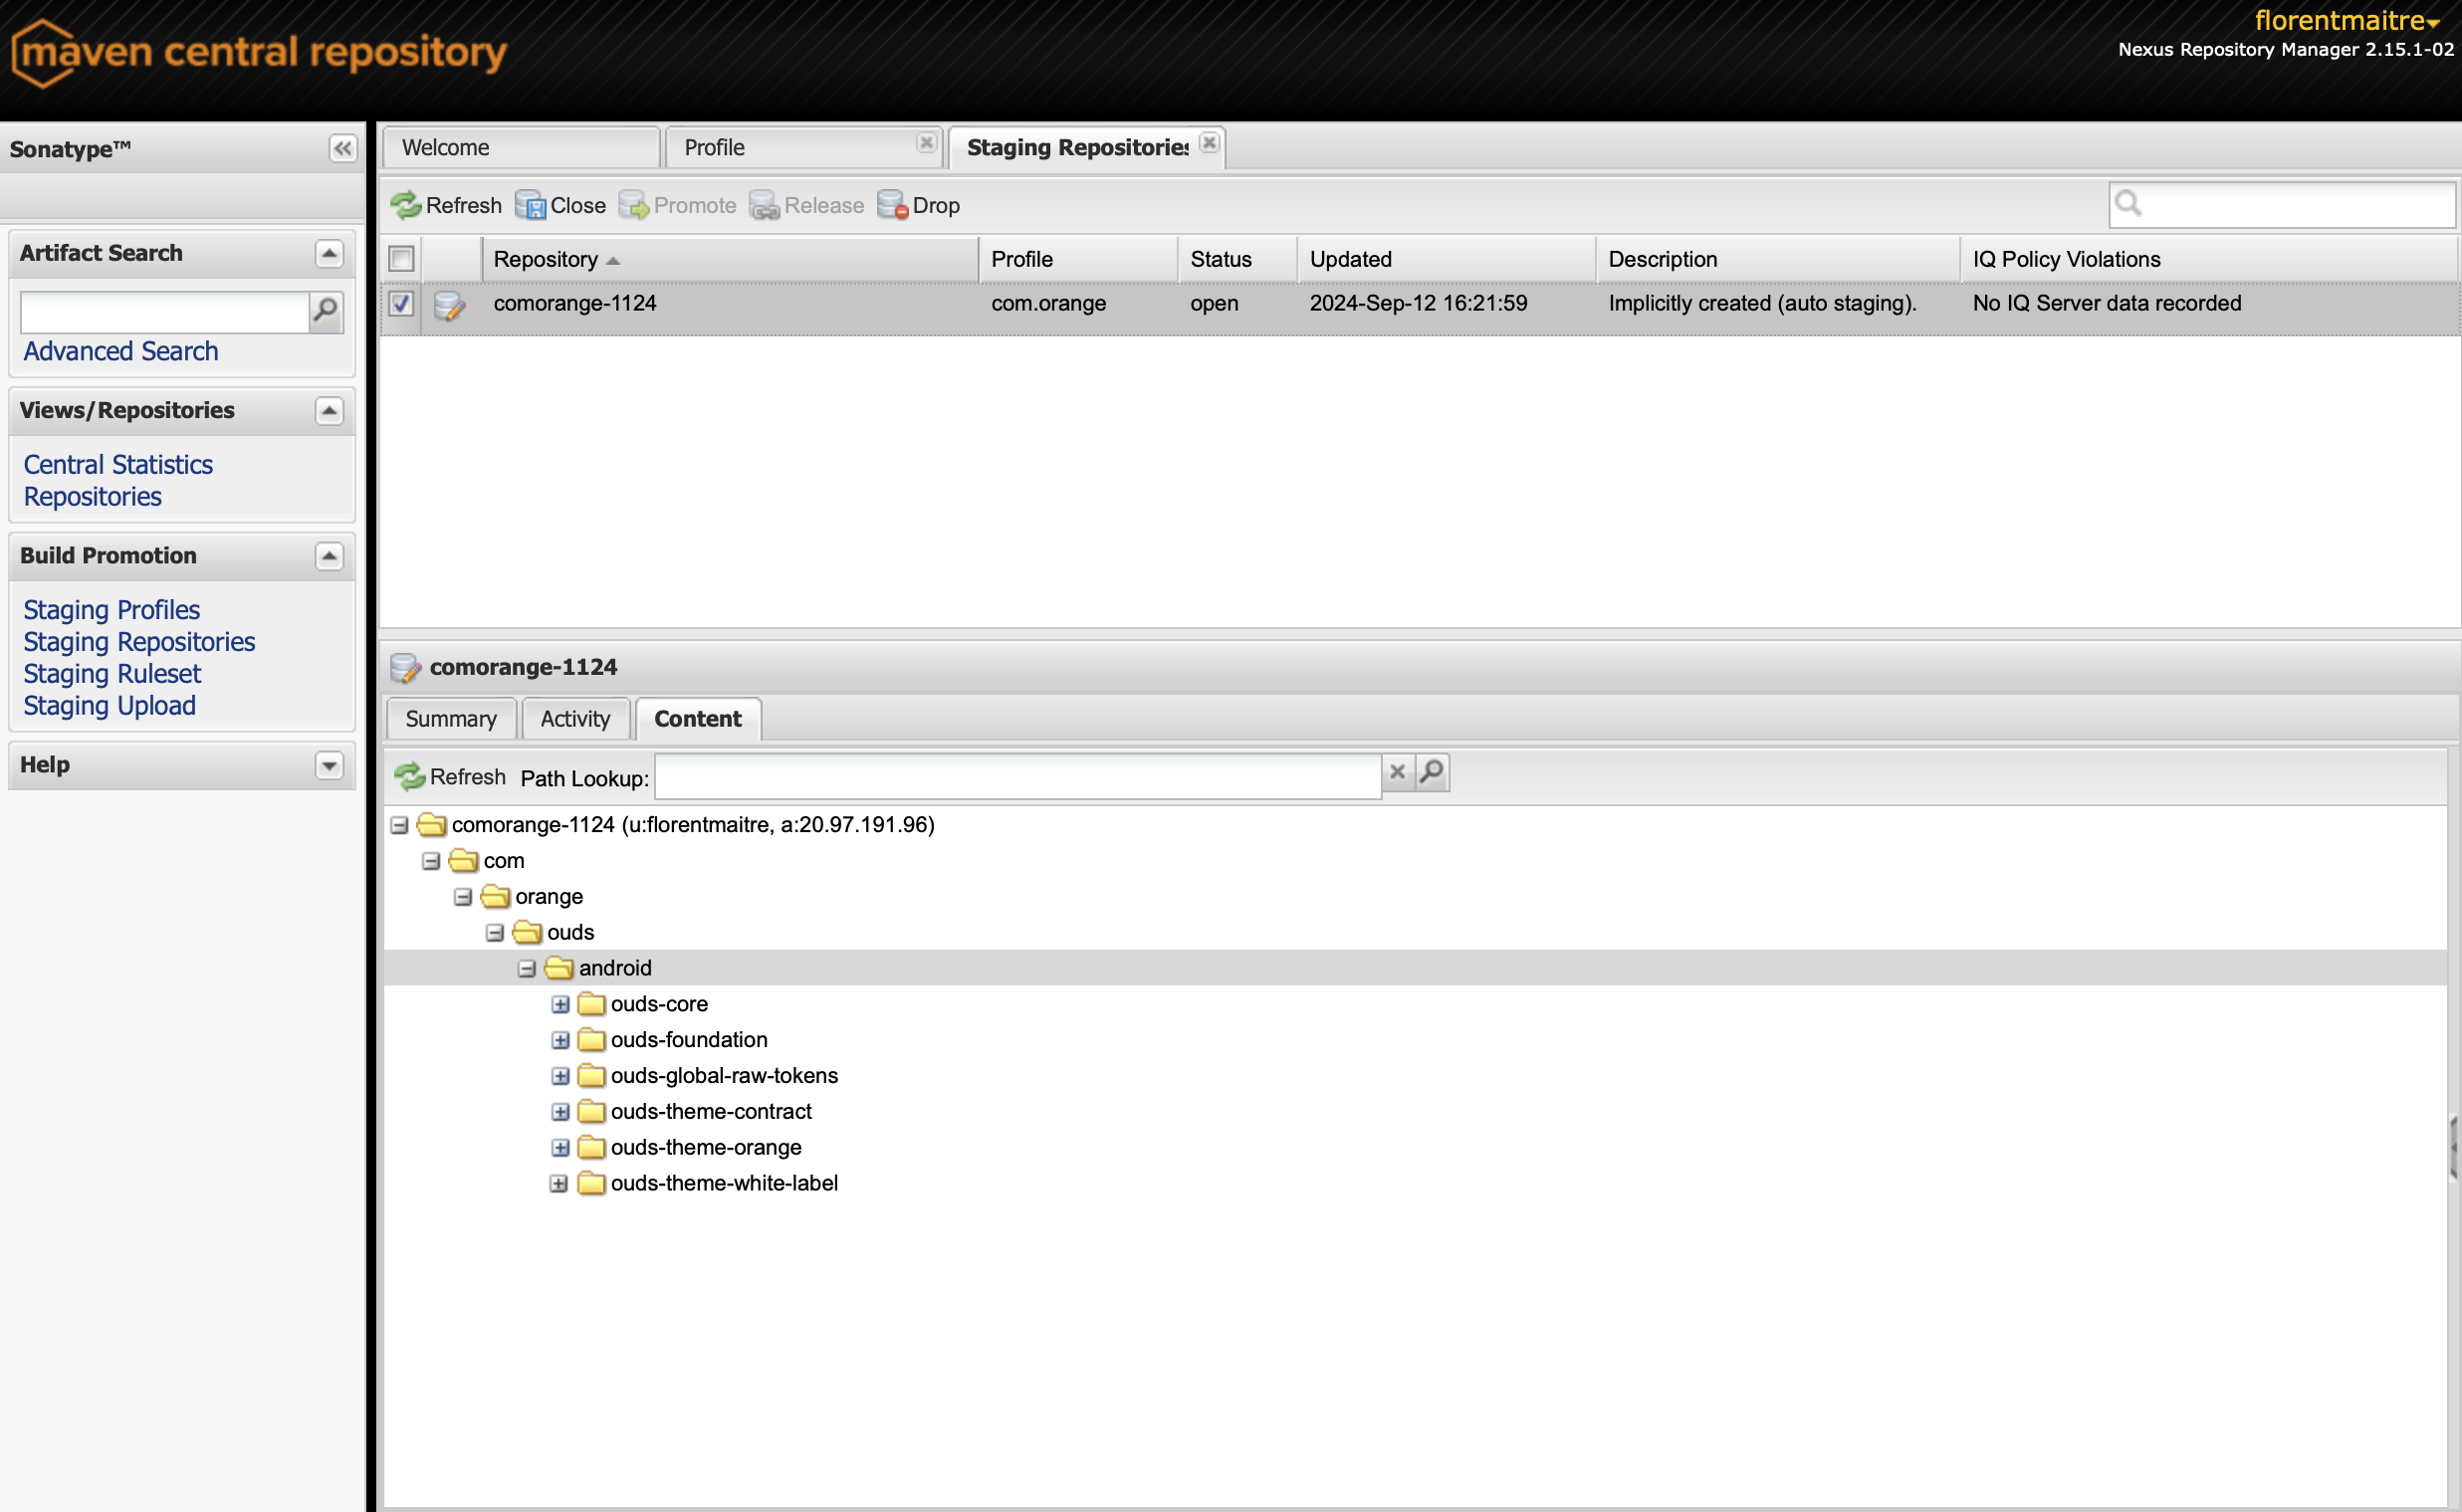 maven central repository
florentmaitre
Nexus Repository Manager 2.15.1-02
Sonatype™
Welcome Profile Staging Repositories
Refresh Close Promote Release Drop
Artifact Search
Advanced Search
Views/Repositories
Central Statistics
Repositories
Build Promotion
Staging Profiles
Staging Repositories
Staging Ruleset
Staging Upload
Help
Repository Profile Status Updated Description IQ Policy Violations
comorange-1124 com.orange open 2024-Sep-12 16:21:59 Implicitly created (auto staging). No IQ Server data recorded
comorange-1124
Summary Activity Content
Refresh Path Lookup:
comorange-1124 (u:florentmaitre, a:20.97.191.96)
com
orange
ouds
android
ouds-core
ouds-foundation
ouds-global-raw-tokens
ouds-theme-contract
ouds-theme-orange
ouds-theme-white-label